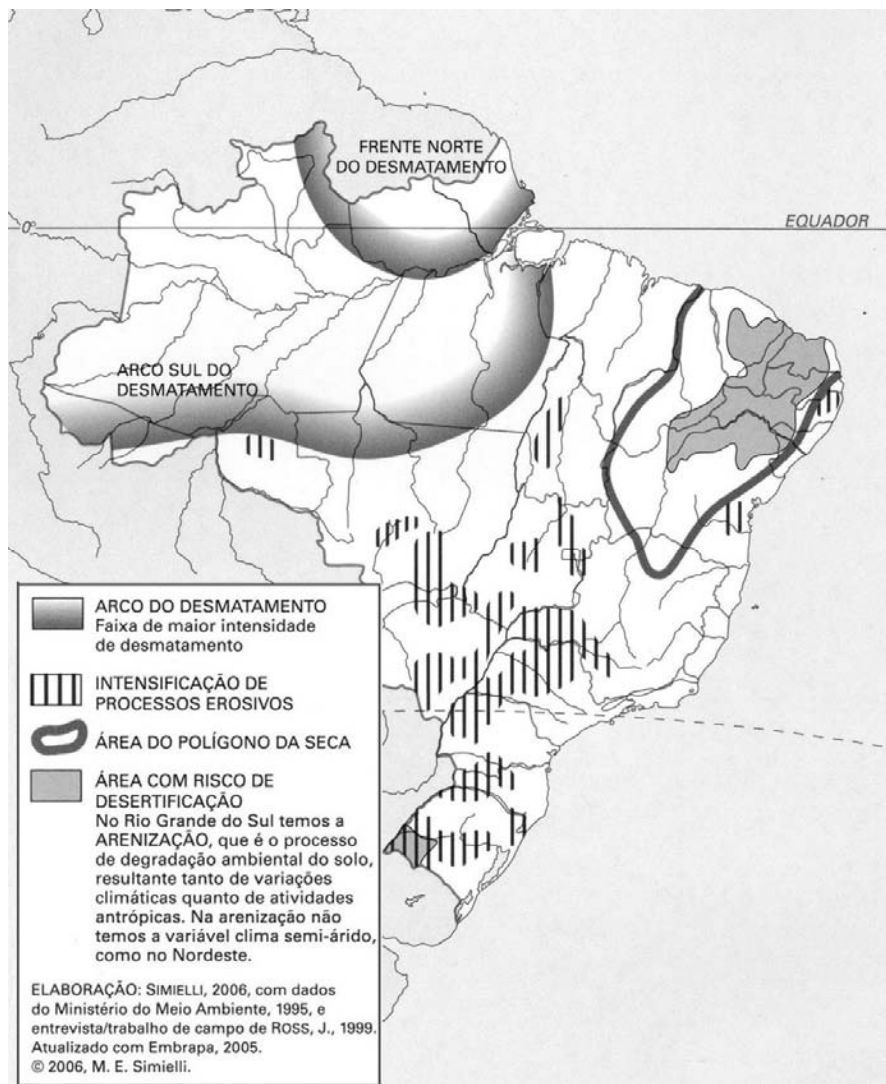 FRENTE NORTE
DO DESMATAMENTO
0°
EQUADOR
ARCO SUL DO
DESMATAMENTO
ARCO DO DESMATAMENTO
Faixa de maior intensidade
de desmatamento
INTENSIFICAÇÃO DE
PROCESSOS EROSIVOS
ÁREA DO POLÍGONO DA SECA
ÁREA COM RISCO DE
DESERTIFICAÇÃO
No Rio Grande do Sul temos a
ARENIZAÇÃO, que é o processo
de degradação ambiental do solo,
resultante tanto de variações
climáticas quanto de atividades
antrópicas. Na arenização não
temos a variável clima semi-árido,
como no Nordeste.
ELABORAÇÃO: SIMIELLI, 2006, com dados
do Ministério do Meio Ambiente, 1995, e
entrevista/trabalho de campo de ROSS, J., 1999.
Atualizado com Embrapa, 2005.
© 2006, M. E. Simielli.